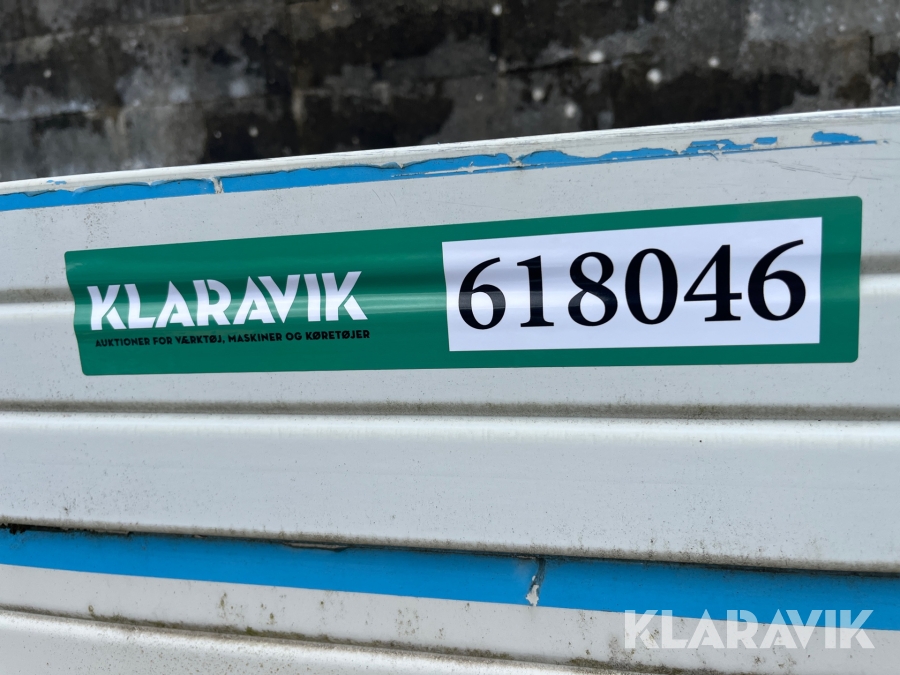 KLARAVIK
AUKTIONER FOR VÆRKTØJ, MASKINER OG KØRETØJER
618046
KLARAVIK